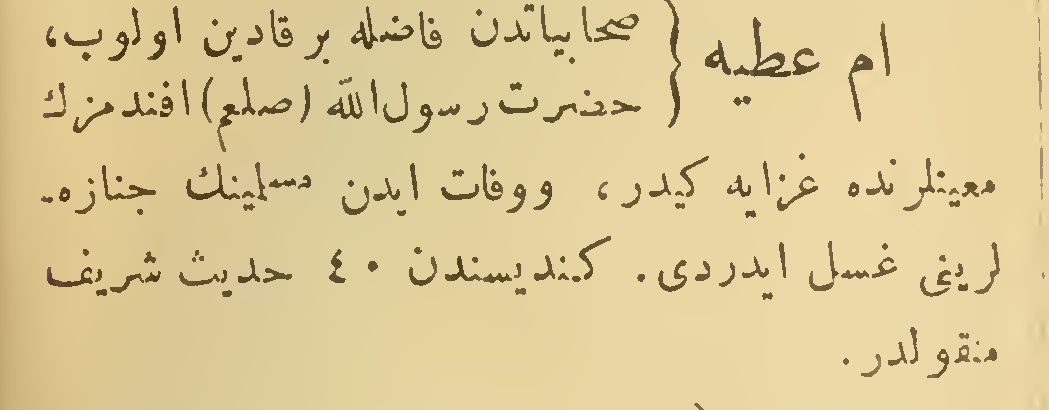 ام عطیه } صحابیاتدن فاضله بر قادین اولوب،
حضرت رسول الله (صلعم) افندمزك
معیتلرنده غزایه کیدر، ووفات ایدن مسلمینك جنازه‌
لرینی غسل ایدردی. کندیسندن ٤٠ حدیث شریف
منقولدر.